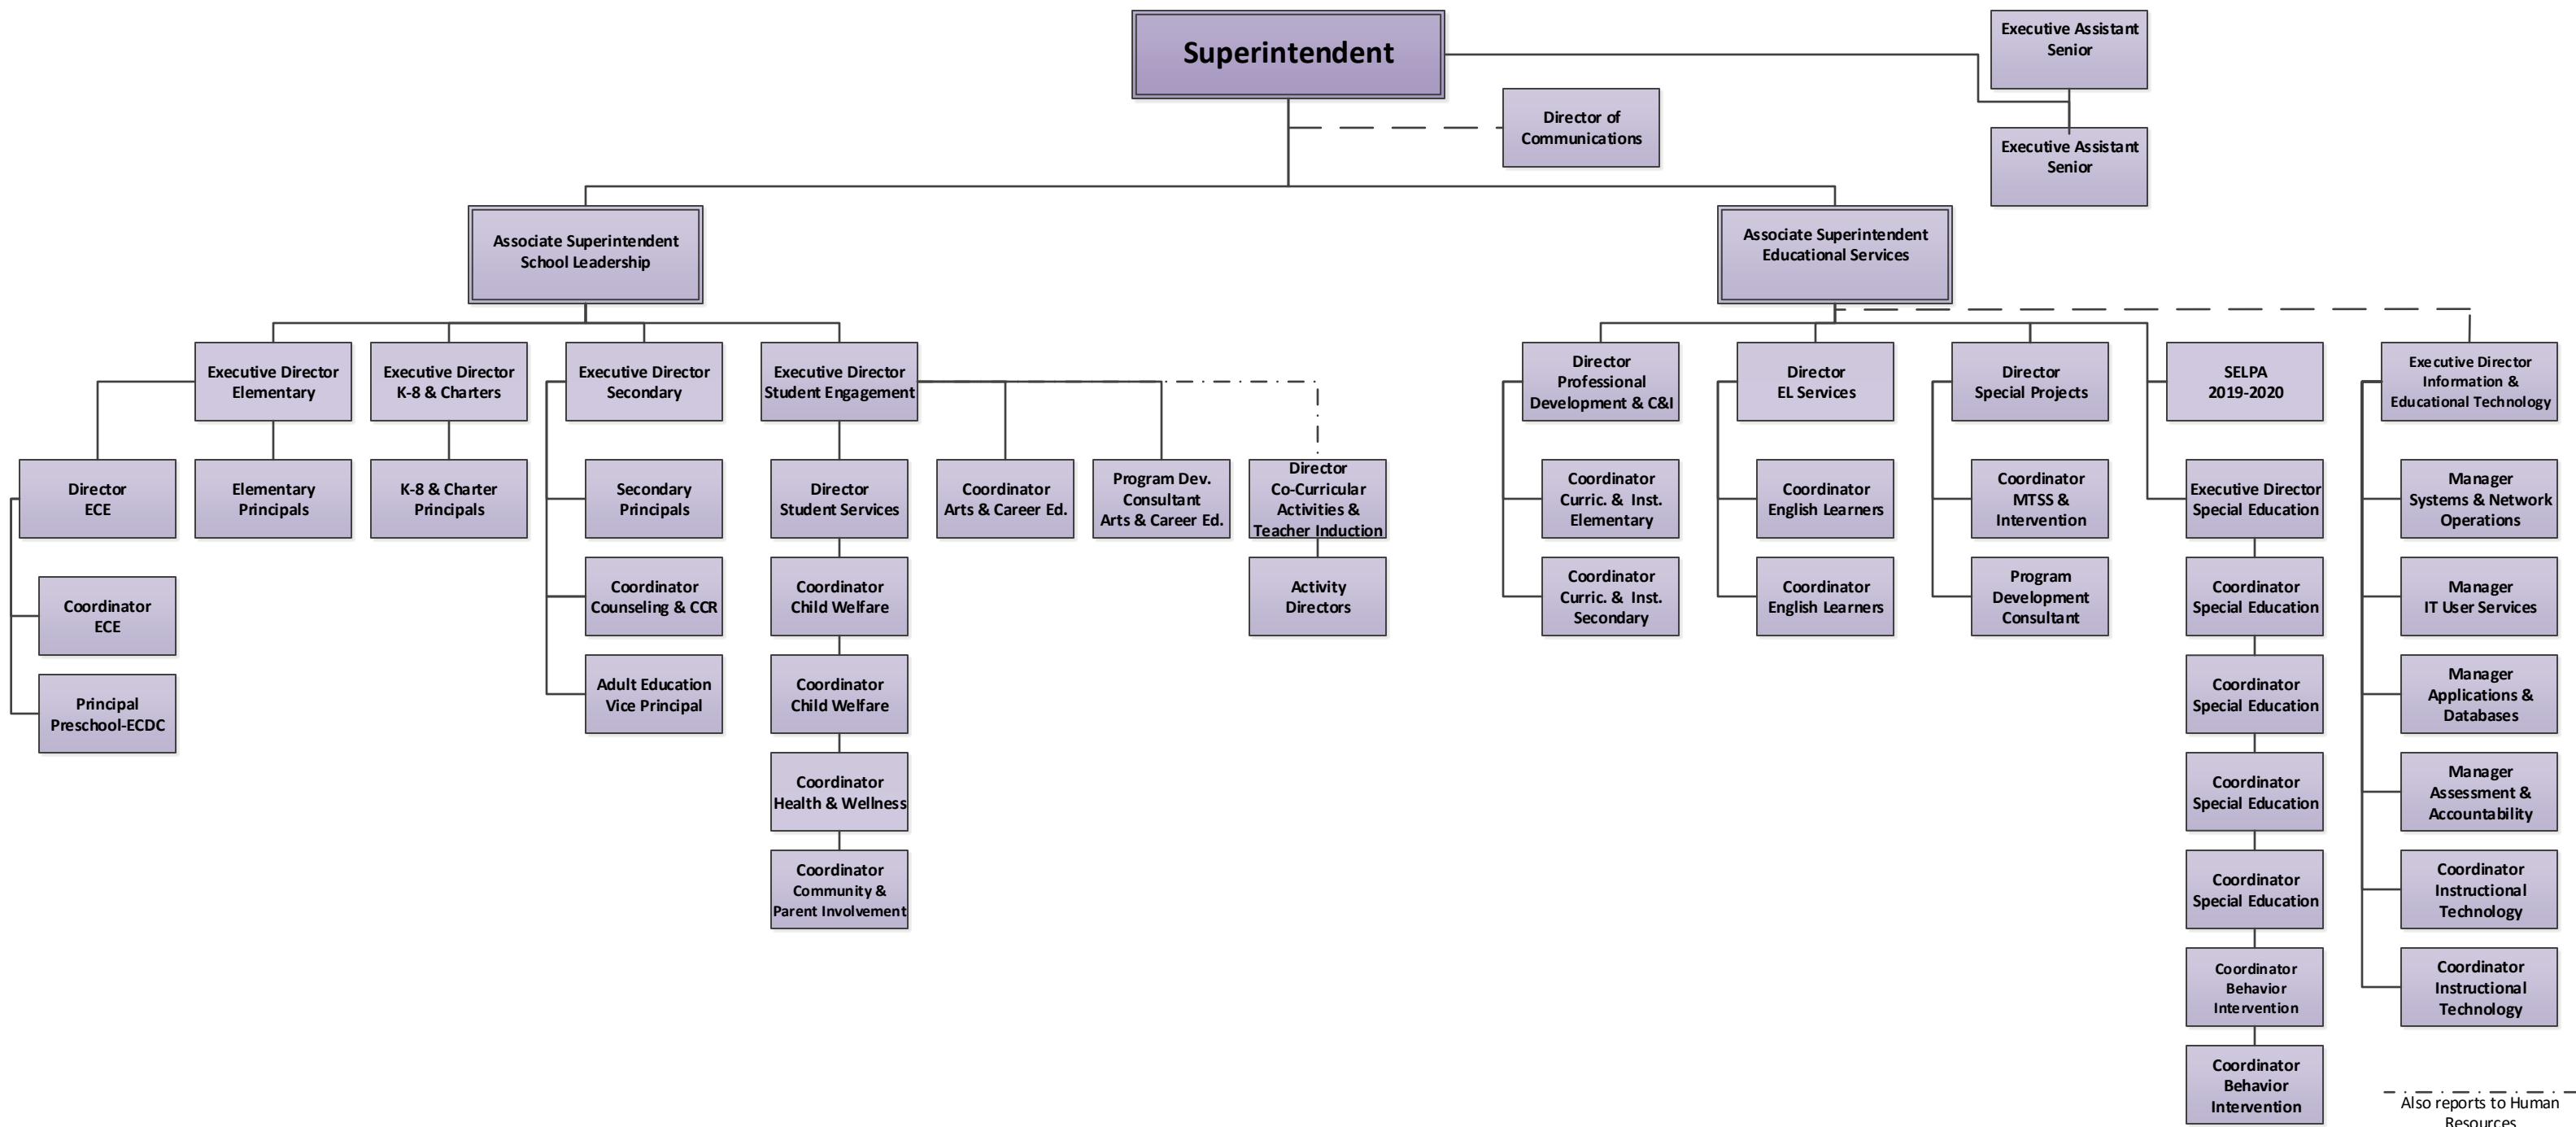 Superintendent
Executive Assistant
Senior
Director of
Communications
Executive Assistant
Senior
Associate Superintendent
School Leadership
Associate Superintendent
Educational Services
Executive Director
Elementary
Executive Director
K-8 & Charters
Executive Director
Secondary
Executive Director
Student Engagement
Director
Professional
Development & C&I
Director
EL Services
Director
Special Projects
SELPA
2019-2020
Executive Director
Information &
Educational Technology
Director
ECE
Elementary
Principals
K-8 & Charter
Principals
Secondary
Principals
Director
Student Services
Coordinator
Arts & Career Ed.
Program Dev.
Consultant
Arts & Career Ed.
Director
Co-Curricular
Activities &
Teacher Induction
Coordinator
Curric. & Inst.
Elementary
Coordinator
English Learners
Coordinator
MTSS &
Intervention
Executive Director
Special Education
Manager
Systems & Network
Operations
Coordinator
ECE
Coordinator
Counseling & CCR
Coordinator
Child Welfare
Activity
Directors
Coordinator
Curric. & Inst.
Secondary
Coordinator
English Learners
Program
Development
Consultant
Coordinator
Special Education
Manager
IT User Services
Principal
Preschool-ECDC
Adult Education
Vice Principal
Coordinator
Child Welfare
Coordinator
Special Education
Manager
Applications &
Databases
Coordinator
Health & Wellness
Coordinator
Special Education
Manager
Assessment &
Accountability
Coordinator
Community &
Parent Involvement
Coordinator
Special Education
Coordinator
Instructional
Technology
Coordinator
Behavior
Intervention
Coordinator
Instructional
Technology
Coordinator
Behavior
Intervention
Also reports to Human
Resources